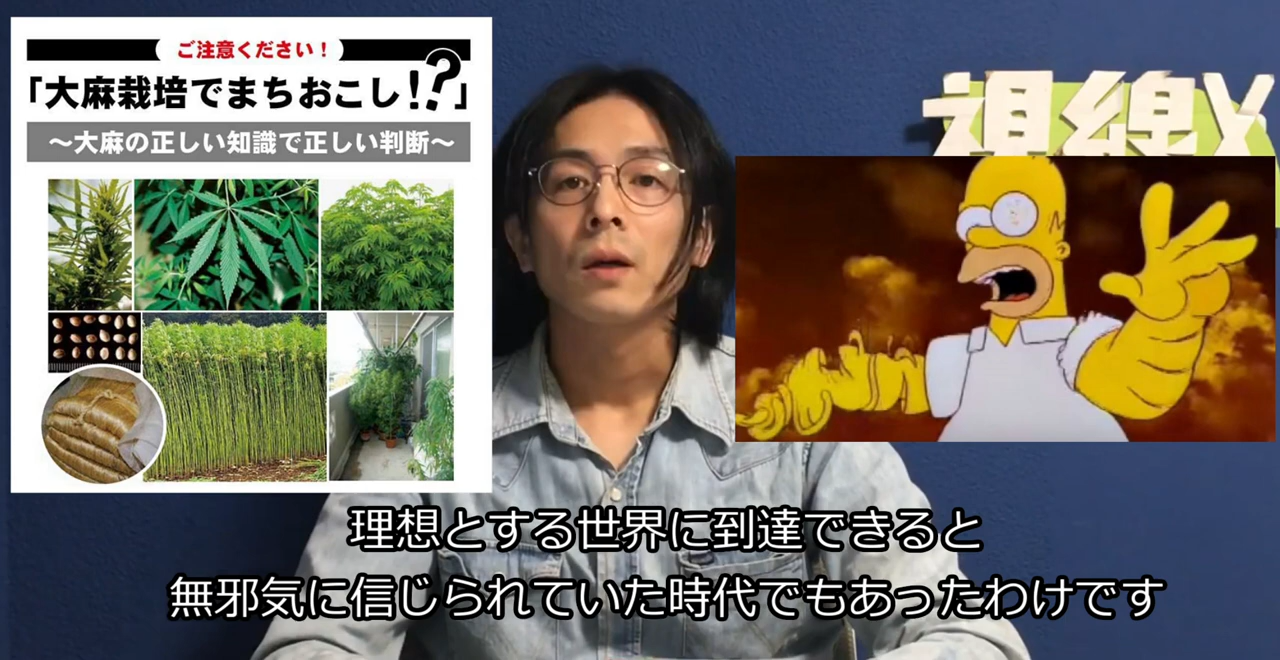 ご注意ください!
「大麻栽培でまちおこし!?」
~大麻の正しい知識で正しい判断~
視線X
理想とする世界に到達できると
無邪気に信じられていた時代でもあったわけです